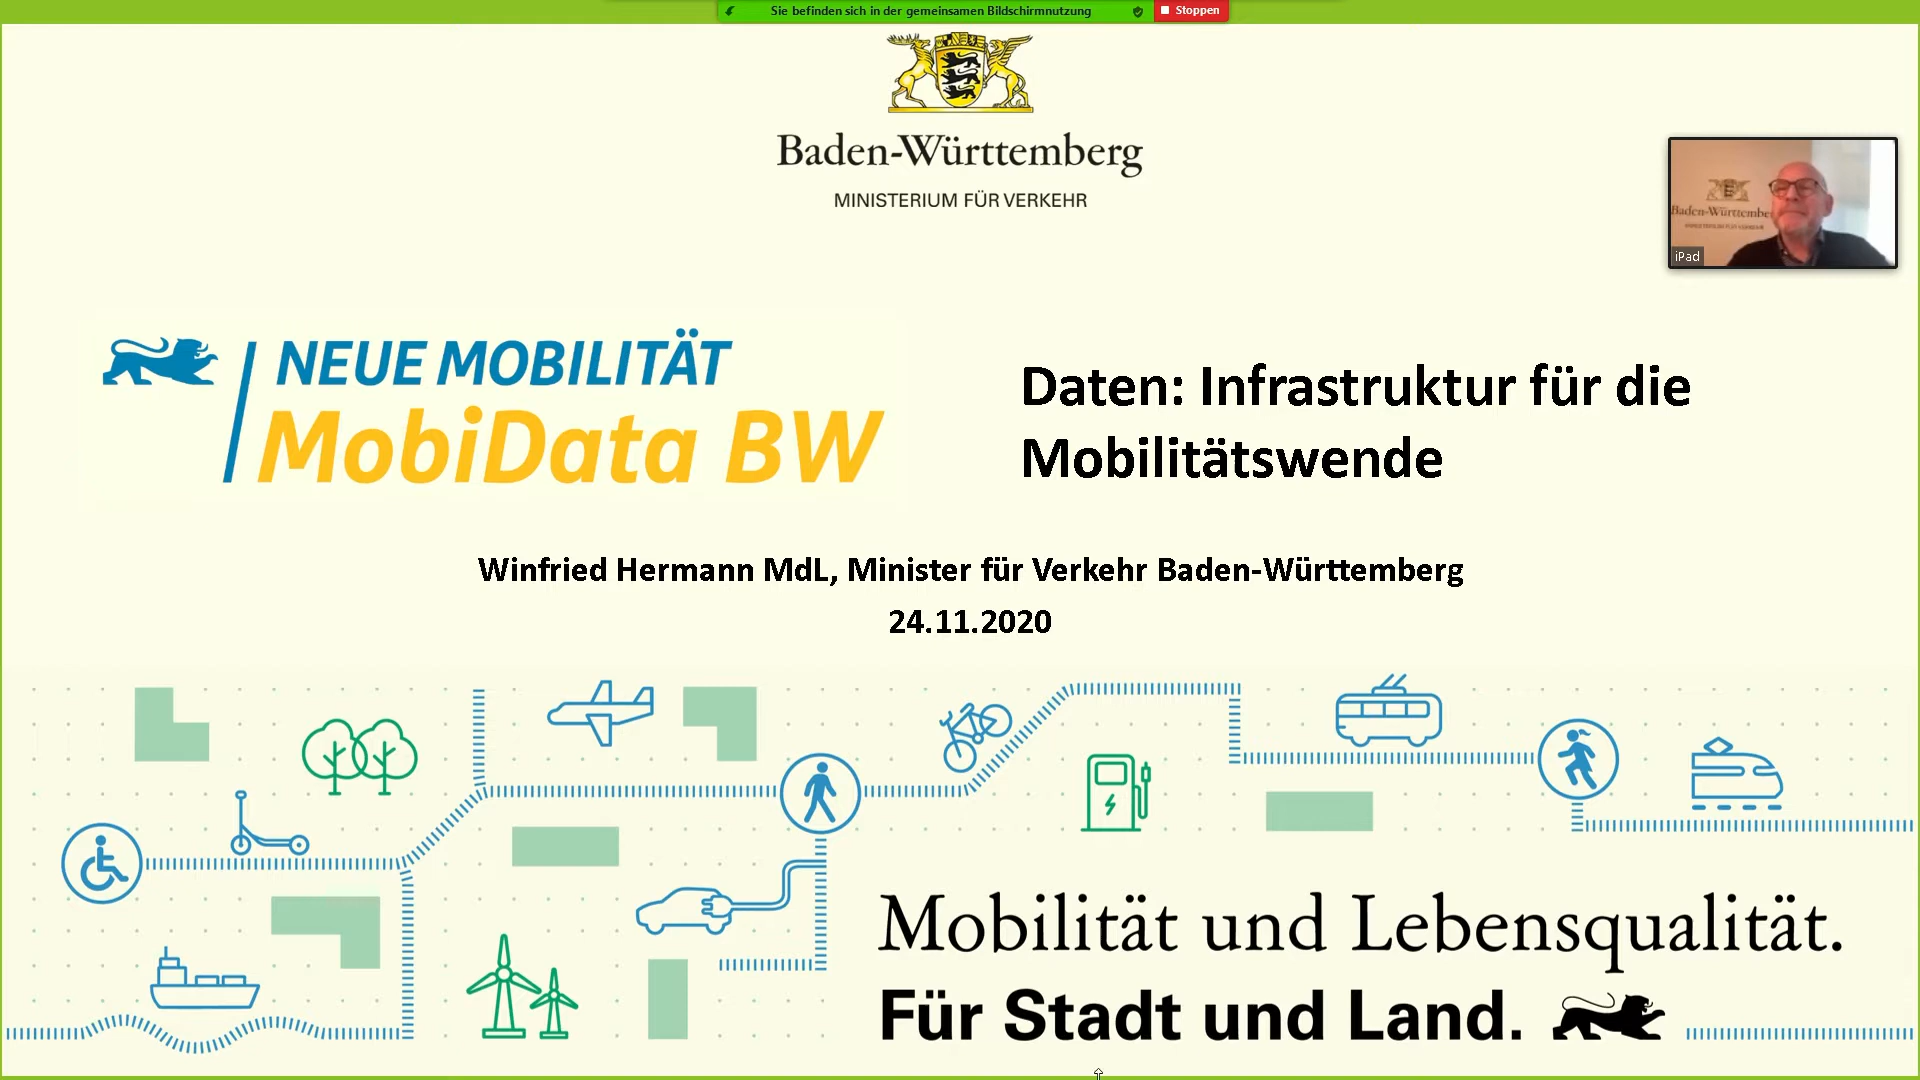 Sie befinden sich in der gemeinsamen Bildschirmnutzung
Stoppen
Baden-Württemberg
MINISTERIUM FÜR VERKEHR
Baden-Württembe
iPad
NEUE MOBILITÄT
MobiData BW
Daten: Infrastruktur für die
Mobilitätswende
Winfried Hermann MdL, Minister für Verkehr Baden-Württemberg
24.11.2020
Mobilität und Lebensqualität.
Für Stadt und Land.